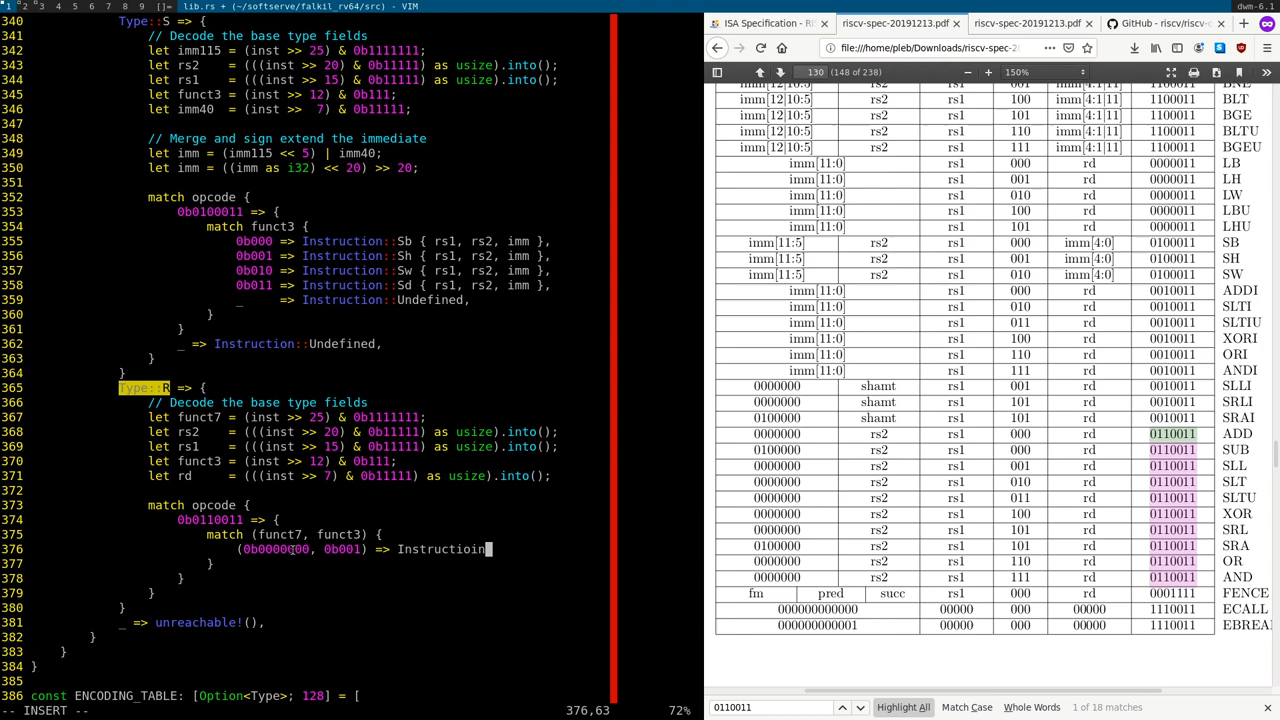 1 2 3 4 5 6 7 8 9 []= lib.rs + (~/softserve/falkil_rv64/src) - VIM dwm-6.1
340 Type::S => {
341 // Decode the base type fields
342 let imm115 = (inst >> 25) & 0b1111111;
343 let rs2 = (((inst >> 20) & 0b11111) as usize).into();
344 let rs1 = (((inst >> 15) & 0b11111) as usize).into();
345 let funct3 = (inst >> 12) & 0b111;
346 let imm40 = (inst >> 7) & 0b11111;
347
348 // Merge and sign extend the immediate
349 let imm = (imm115 << 5) | imm40;
350 let imm = ((imm as i32) << 20) >> 20;
351
352 match opcode {
353 0b0100011 => {
354 match funct3 {
355 0b000 => Instruction::Sb { rs1, rs2, imm },
356 0b001 => Instruction::Sh { rs1, rs2, imm },
357 0b010 => Instruction::Sw { rs1, rs2, imm },
358 0b011 => Instruction::Sd { rs1, rs2, imm },
359 _ => Instruction::Undefined,
360 }
361 }
362 _ => Instruction::Undefined,
363 }
364 }
365 Type::R => {
366 // Decode the base type fields
367 let funct7 = (inst >> 25) & 0b1111111;
368 let rs2 = (((inst >> 20) & 0b11111) as usize).into();
369 let rs1 = (((inst >> 15) & 0b11111) as usize).into();
370 let funct3 = (inst >> 12) & 0b111;
371 let rd = (((inst >> 7) & 0b11111) as usize).into();
372
373 match opcode {
374 0b0110011 => {
375 match (funct7, funct3) {
376 (0b0000000, 0b001) => Instructioin
377 }
378 }
379 }
380 }
381 _ => unreachable!(),
382 }
383 }
384 }
385
386 const ENCODING_TABLE: [Option<Type>; 128] = [
-- INSERT -- 376,63 72%
ISA Specification - RIS riscv-spec-20191213.pdf riscv-spec-20191213.pdf GitHub - riscv/riscv-c
file:///home/pleb/Downloads/riscv-spec-2
130 (148 of 238) 150%
imm[12|10:5] rs2 rs1 001 imm[4:1|11] 1100011 BNE
imm[12|10:5] rs2 rs1 100 imm[4:1|11] 1100011 BLT
imm[12|10:5] rs2 rs1 101 imm[4:1|11] 1100011 BGE
imm[12|10:5] rs2 rs1 110 imm[4:1|11] 1100011 BLTU
imm[12|10:5] rs2 rs1 111 imm[4:1|11] 1100011 BGEU
imm[11:0] rs1 000 rd 0000011 LB
imm[11:0] rs1 001 rd 0000011 LH
imm[11:0] rs1 010 rd 0000011 LW
imm[11:0] rs1 100 rd 0000011 LBU
imm[11:0] rs1 101 rd 0000011 LHU
imm[11:5] rs2 rs1 000 imm[4:0] 0100011 SB
imm[11:5] rs2 rs1 001 imm[4:0] 0100011 SH
imm[11:5] rs2 rs1 010 imm[4:0] 0100011 SW
imm[11:0] rs1 000 rd 0010011 ADDI
imm[11:0] rs1 010 rd 0010011 SLTI
imm[11:0] rs1 011 rd 0010011 SLTIU
imm[11:0] rs1 100 rd 0010011 XORI
imm[11:0] rs1 110 rd 0010011 ORI
imm[11:0] rs1 111 rd 0010011 ANDI
0000000 shamt rs1 001 rd 0010011 SLLI
0000000 shamt rs1 101 rd 0010011 SRLI
0100000 shamt rs1 101 rd 0010011 SRAI
0000000 rs2 rs1 000 rd 0110011 ADD
0100000 rs2 rs1 000 rd 0110011 SUB
0000000 rs2 rs1 001 rd 0110011 SLL
0000000 rs2 rs1 010 rd 0110011 SLT
0000000 rs2 rs1 011 rd 0110011 SLTU
0000000 rs2 rs1 100 rd 0110011 XOR
0000000 rs2 rs1 101 rd 0110011 SRL
0100000 rs2 rs1 101 rd 0110011 SRA
0000000 rs2 rs1 110 rd 0110011 OR
0000000 rs2 rs1 111 rd 0110011 AND
fm pred succ rs1 000 rd 0001111 FENCE
000000000000 00000 000 00000 1110011 ECALL
000000000001 00000 000 00000 1110011 EBREA
0110011 Highlight All Match Case Whole Words 1 of 18 matches